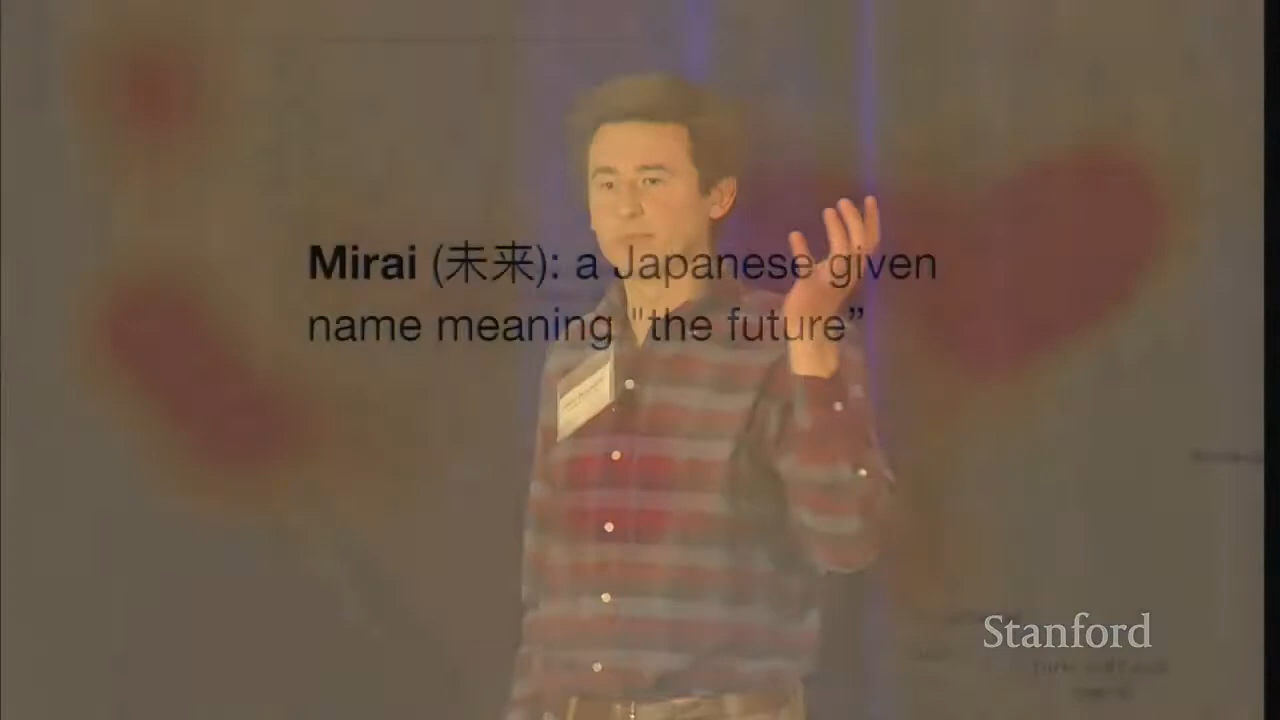 Mirai (未来): a Japanese given
name meaning "the future”
Stanford